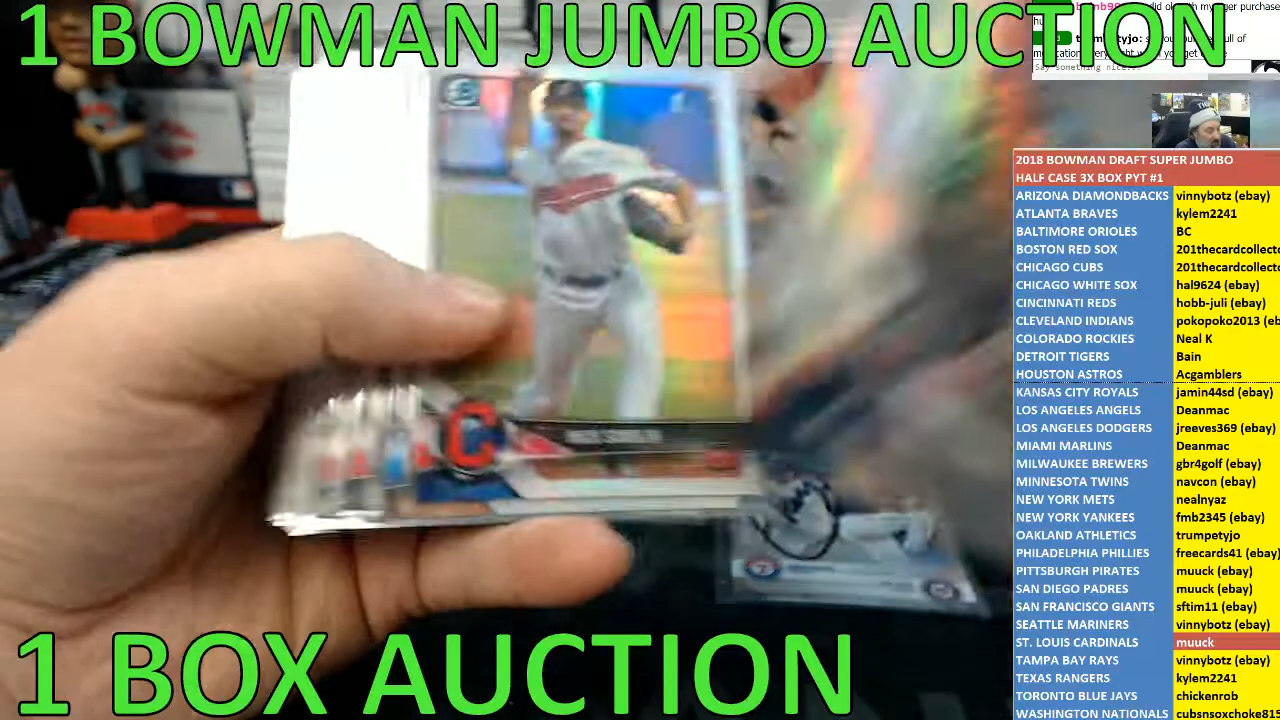 1 BOWMAN JUMBO AUCTION
2018 BOWMAN DRAFT SUPER JUMBO
HALF CASE 3X BOX PYT #1
ARIZONA DIAMONDBACKS vinnybotz (ebay)
ATLANTA BRAVES kylem2241
BALTIMORE ORIOLES BC
BOSTON RED SOX 201thecardcollecto
CHICAGO CUBS 201thecardcollecto
CHICAGO WHITE SOX hal9624 (ebay)
CINCINNATI REDS hobb-juli (ebay)
CLEVELAND INDIANS pokopoko2013 (eb
COLORADO ROCKIES Neal K
DETROIT TIGERS Bain
HOUSTON ASTROS Acgamblers
KANSAS CITY ROYALS jamin44sd (ebay)
LOS ANGELES ANGELS Deanmac
LOS ANGELES DODGERS jreeves369 (ebay)
MIAMI MARLINS Deanmac
MILWAUKEE BREWERS gbr4golf (ebay)
MINNESOTA TWINS navcon (ebay)
NEW YORK METS nealnyaz
NEW YORK YANKEES fmb2345 (ebay)
OAKLAND ATHLETICS trumpetyjo
PHILADELPHIA PHILLIES freecards41 (ebay)
PITTSBURGH PIRATES muuck (ebay)
SAN DIEGO PADRES muuck (ebay)
SAN FRANCISCO GIANTS sftim11 (ebay)
SEATTLE MARINERS vinnybotz (ebay)
ST. LOUIS CARDINALS muuck
TAMPA BAY RAYS vinnybotz (ebay)
TEXAS RANGERS kylem2241
TORONTO BLUE JAYS chickenrob
WASHINGTON NATIONALS cubsnsoxchoke815
C
1 BOX AUCTION